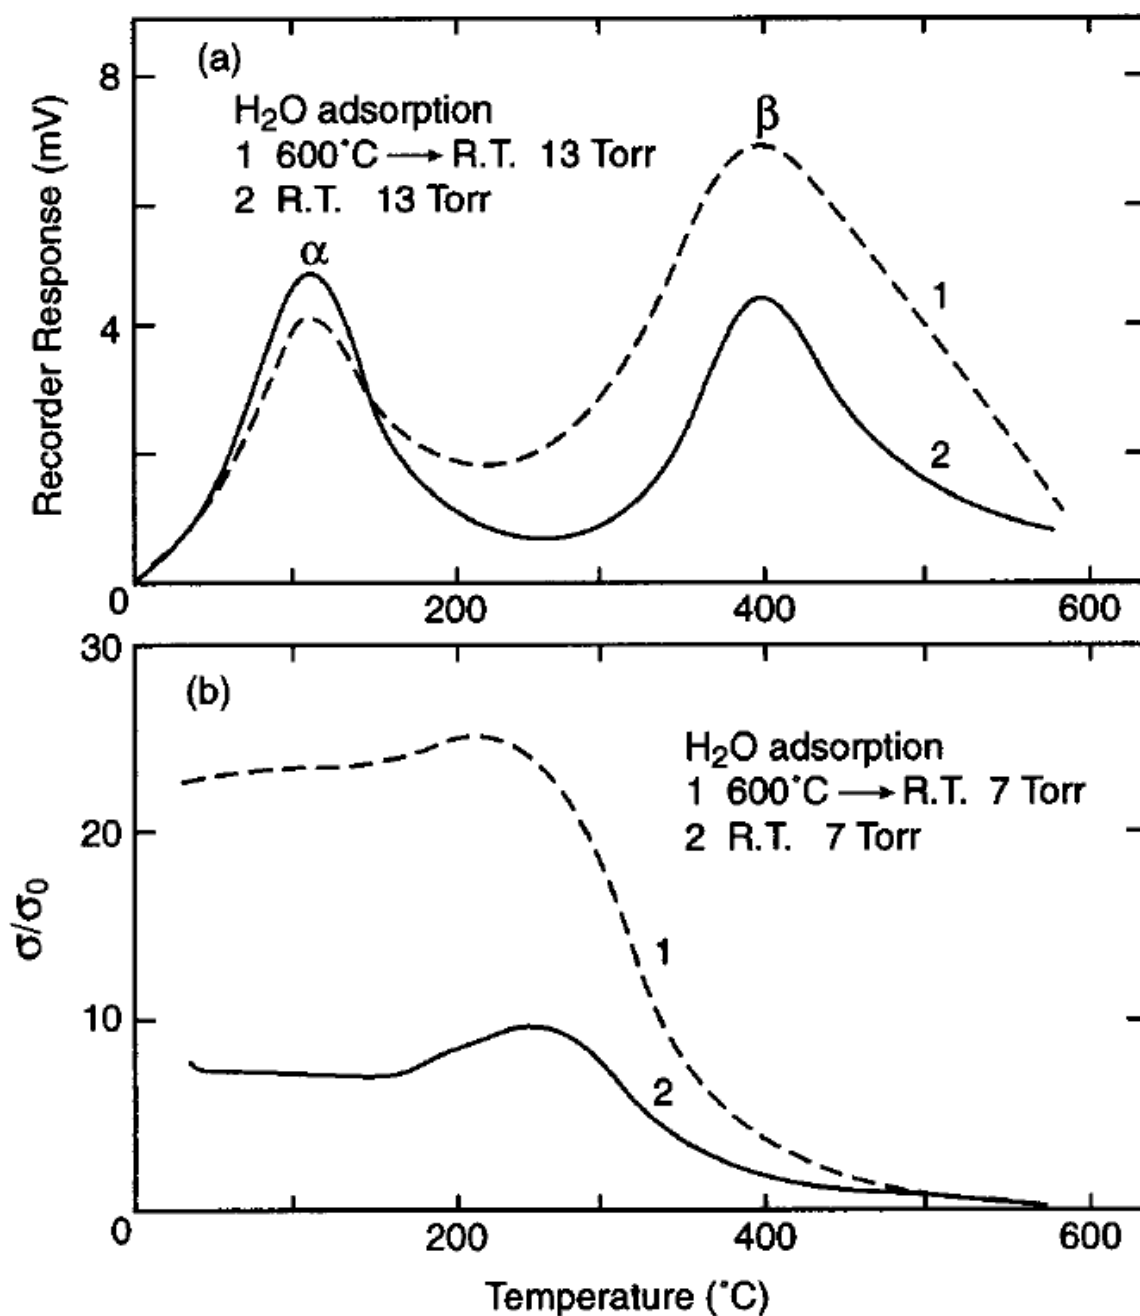 (a)
8
H₂O adsorption
1 600˚C → R.T. 13 Torr
2 R.T. 13 Torr
β
α
4
1
2
Recorder Response (mV)
0
200
400
600
30
(b)
H₂O adsorption
1 600˚C → R.T. 7 Torr
2 R.T. 7 Torr
20
σ/σ₀
1
10
2
0
200
400
600
Temperature (˚C)